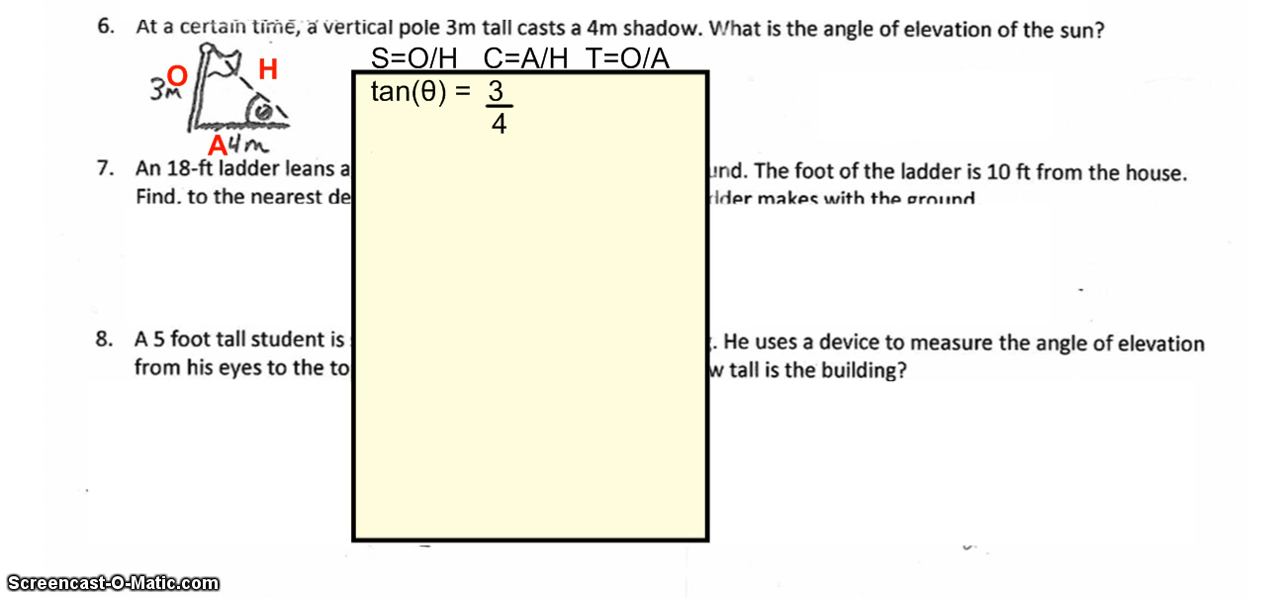 6. At a certain time, a vertical pole 3m tall casts a 4m shadow. What is the angle of elevation of the sun?
S=O/H C=A/H T=O/A
O H
3M
tan(θ) = 3
4
A 4m
7. An 18-ft ladder leans a
und. The foot of the ladder is 10 ft from the house.
Find. to the nearest de
lder makes with the ground
8. A 5 foot tall student is
. He uses a device to measure the angle of elevation
from his eyes to the to
w tall is the building?
Screencast-O-Matic.com